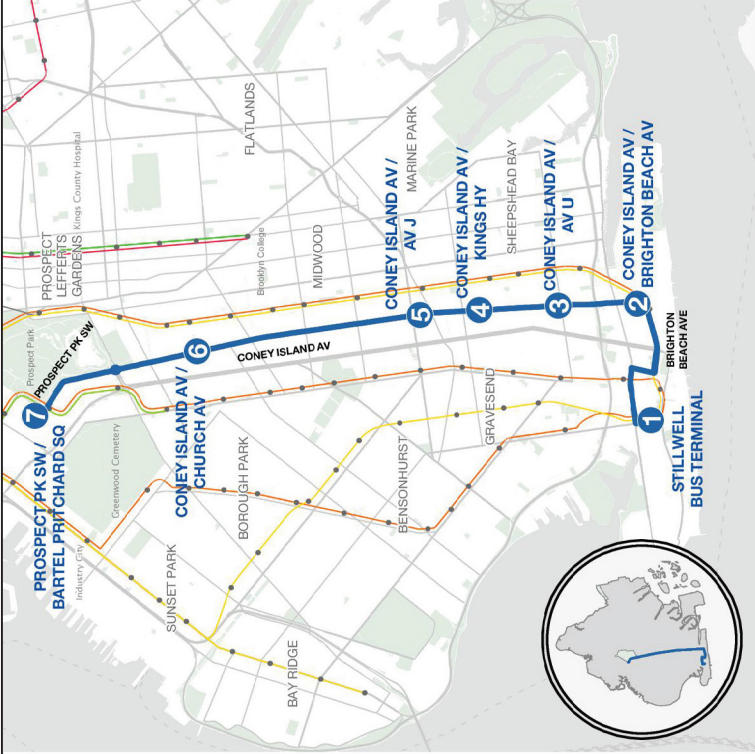 FLATLANDS
Kings County Hospital
PROSPECT
LEFFERTS
GARDENS
Brooklyn College
MIDWOOD
MARINE PARK
SHEEPSHEAD BAY
CONEY ISLAND AV /
AV J
CONEY ISLAND AV /
KINGS HY
CONEY ISLAND AV /
AV U
CONEY ISLAND AV /
BRIGHTON BEACH AV
Prospect Park
PROSPECT PK SW
7
6
5
4
3
2
1
CONEY ISLAND AV
BRIGHTON
BEACH AVE
PROSPECT PK SW /
BARTEL PRITCHARD SQ
Greenwood Cemetery
CONEY ISLAND AV /
CHURCH AV
BOROUGH PARK
GRAVESEND
BENSONHURST
STILLWELL
BUS TERMINAL
Industry City
SUNSET PARK
BAY RIDGE